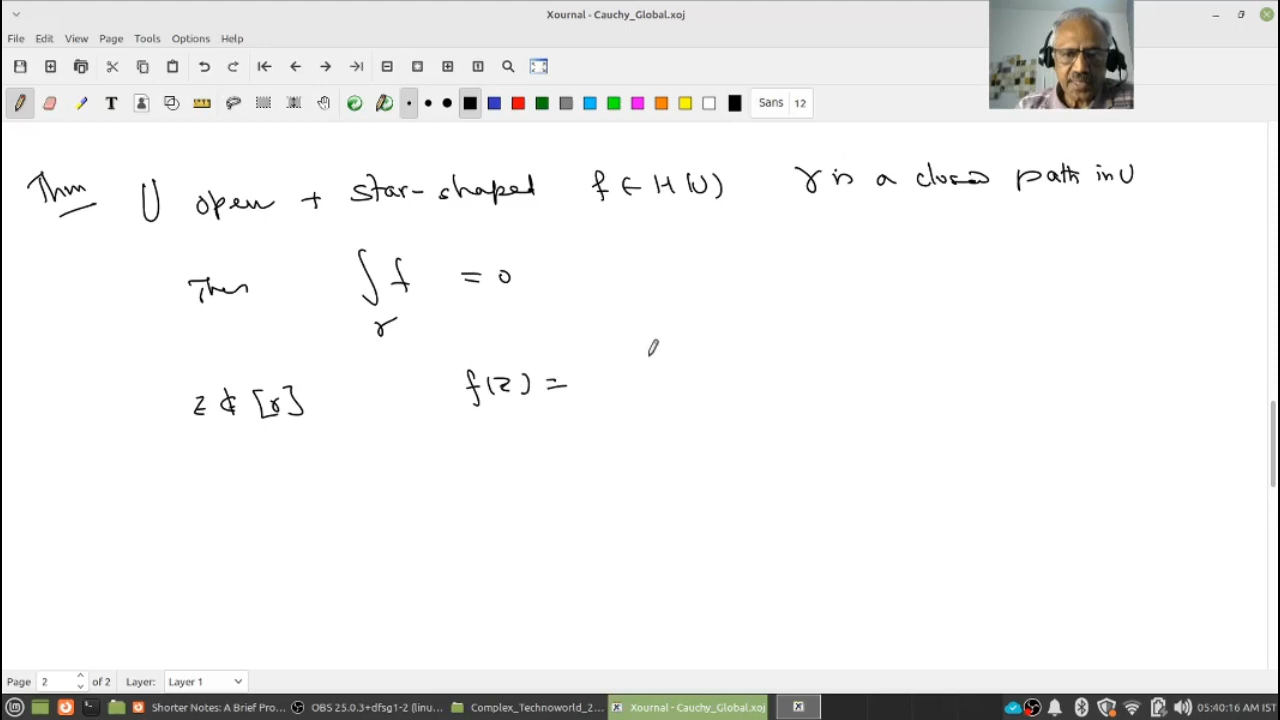 Xournal - Cauchy_Global.xoj
File Edit View Page Tools Options Help
Sans 12
Thm U open + star-shaped f ∈ H(U) γ is a closed path in U
Then ∫ f = 0
γ
z ∉ [γ] f(z) =
Page 2 of 2 Layer: Layer 1
Shorter Notes: A Brief Pro... OBS 25.0.3+dfsg1-2 (linu... Complex_Technoworld_2... Xournal - Cauchy_Global.xoj 05:40:16 AM IST